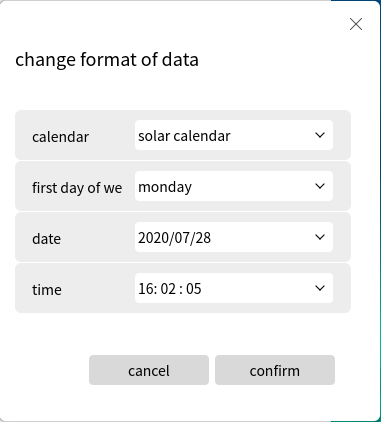 change format of data
calendar solar calendar
first day of we monday
date 2020/07/28
time 16: 02 : 05
cancel confirm